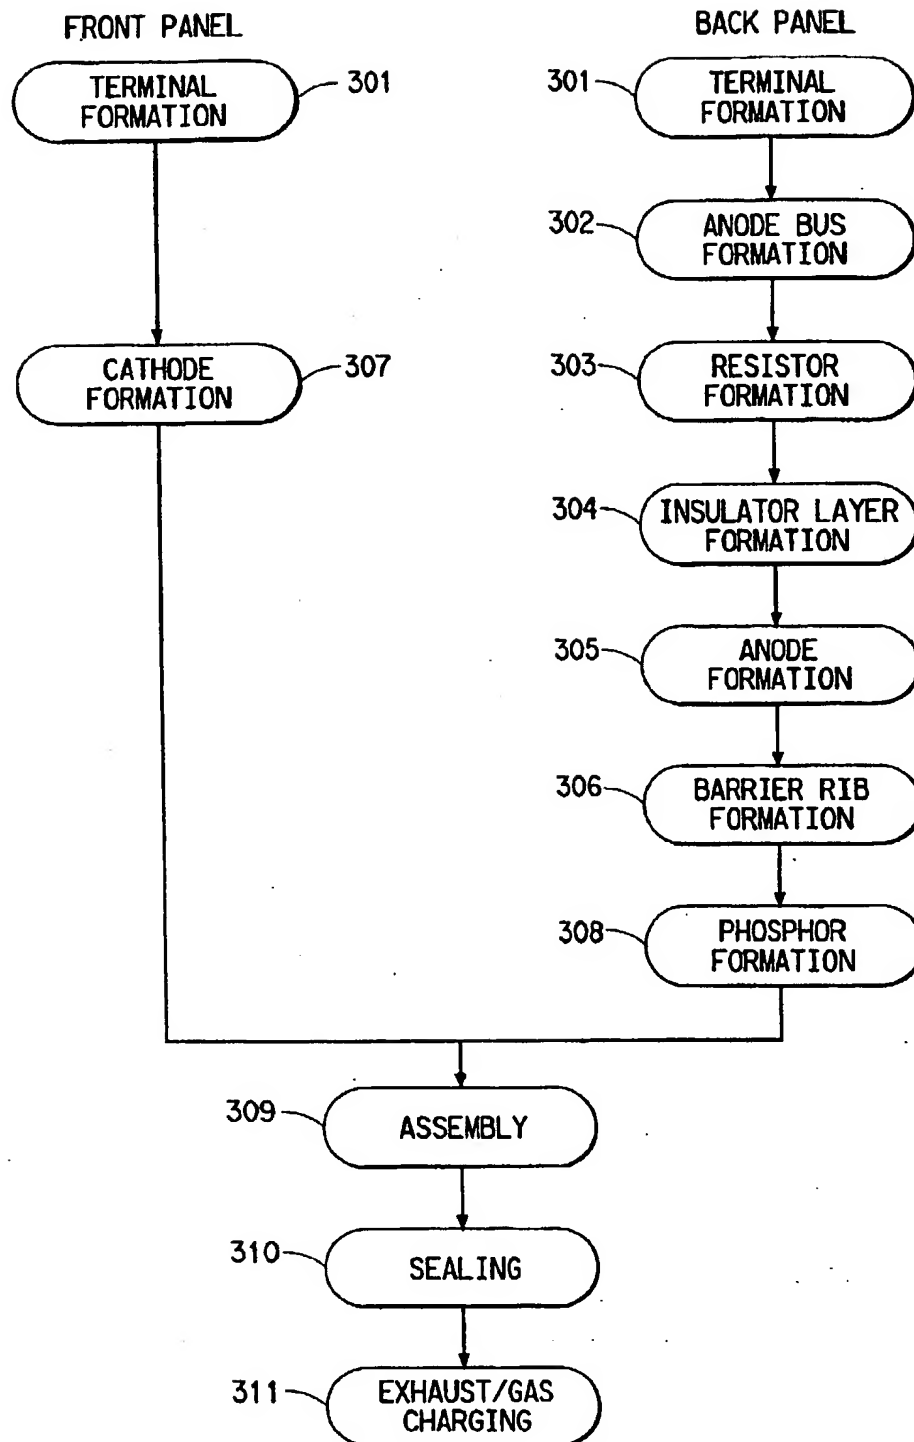 FRONT PANEL
BACK PANEL
TERMINAL
FORMATION
301
301
TERMINAL
FORMATION
302
ANODE BUS
FORMATION
CATHODE
FORMATION
307
303
RESISTOR
FORMATION
304
INSULATOR LAYER
FORMATION
305
ANODE
FORMATION
306
BARRIER RIB
FORMATION
308
PHOSPHOR
FORMATION
309
ASSEMBLY
310
SEALING
311
EXHAUST/GAS
CHARGING